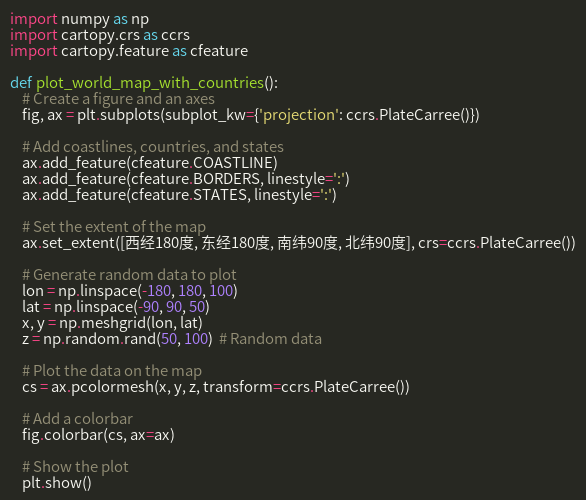 import numpy as np
import cartopy.crs as ccrs
import cartopy.feature as cfeature
def plot_world_map_with_countries():
# Create a figure and an axes
fig, ax = plt.subplots(subplot_kw={'projection': ccrs.PlateCarree()})
# Add coastlines, countries, and states
ax.add_feature(cfeature.COASTLINE)
ax.add_feature(cfeature.BORDERS, linestyle=':')
ax.add_feature(cfeature.STATES, linestyle=':')
# Set the extent of the map
ax.set_extent([西经180度, 东经180度, 南纬90度, 北纬90度], crs=ccrs.PlateCarree())
# Generate random data to plot
lon = np.linspace(-180, 180, 100)
lat = np.linspace(-90, 90, 50)
x, y = np.meshgrid(lon, lat)
z = np.random.rand(50, 100)  # Random data
# Plot the data on the map
cs = ax.pcolormesh(x, y, z, transform=ccrs.PlateCarree())
# Add a colorbar
fig.colorbar(cs, ax=ax)
# Show the plot
plt.show()